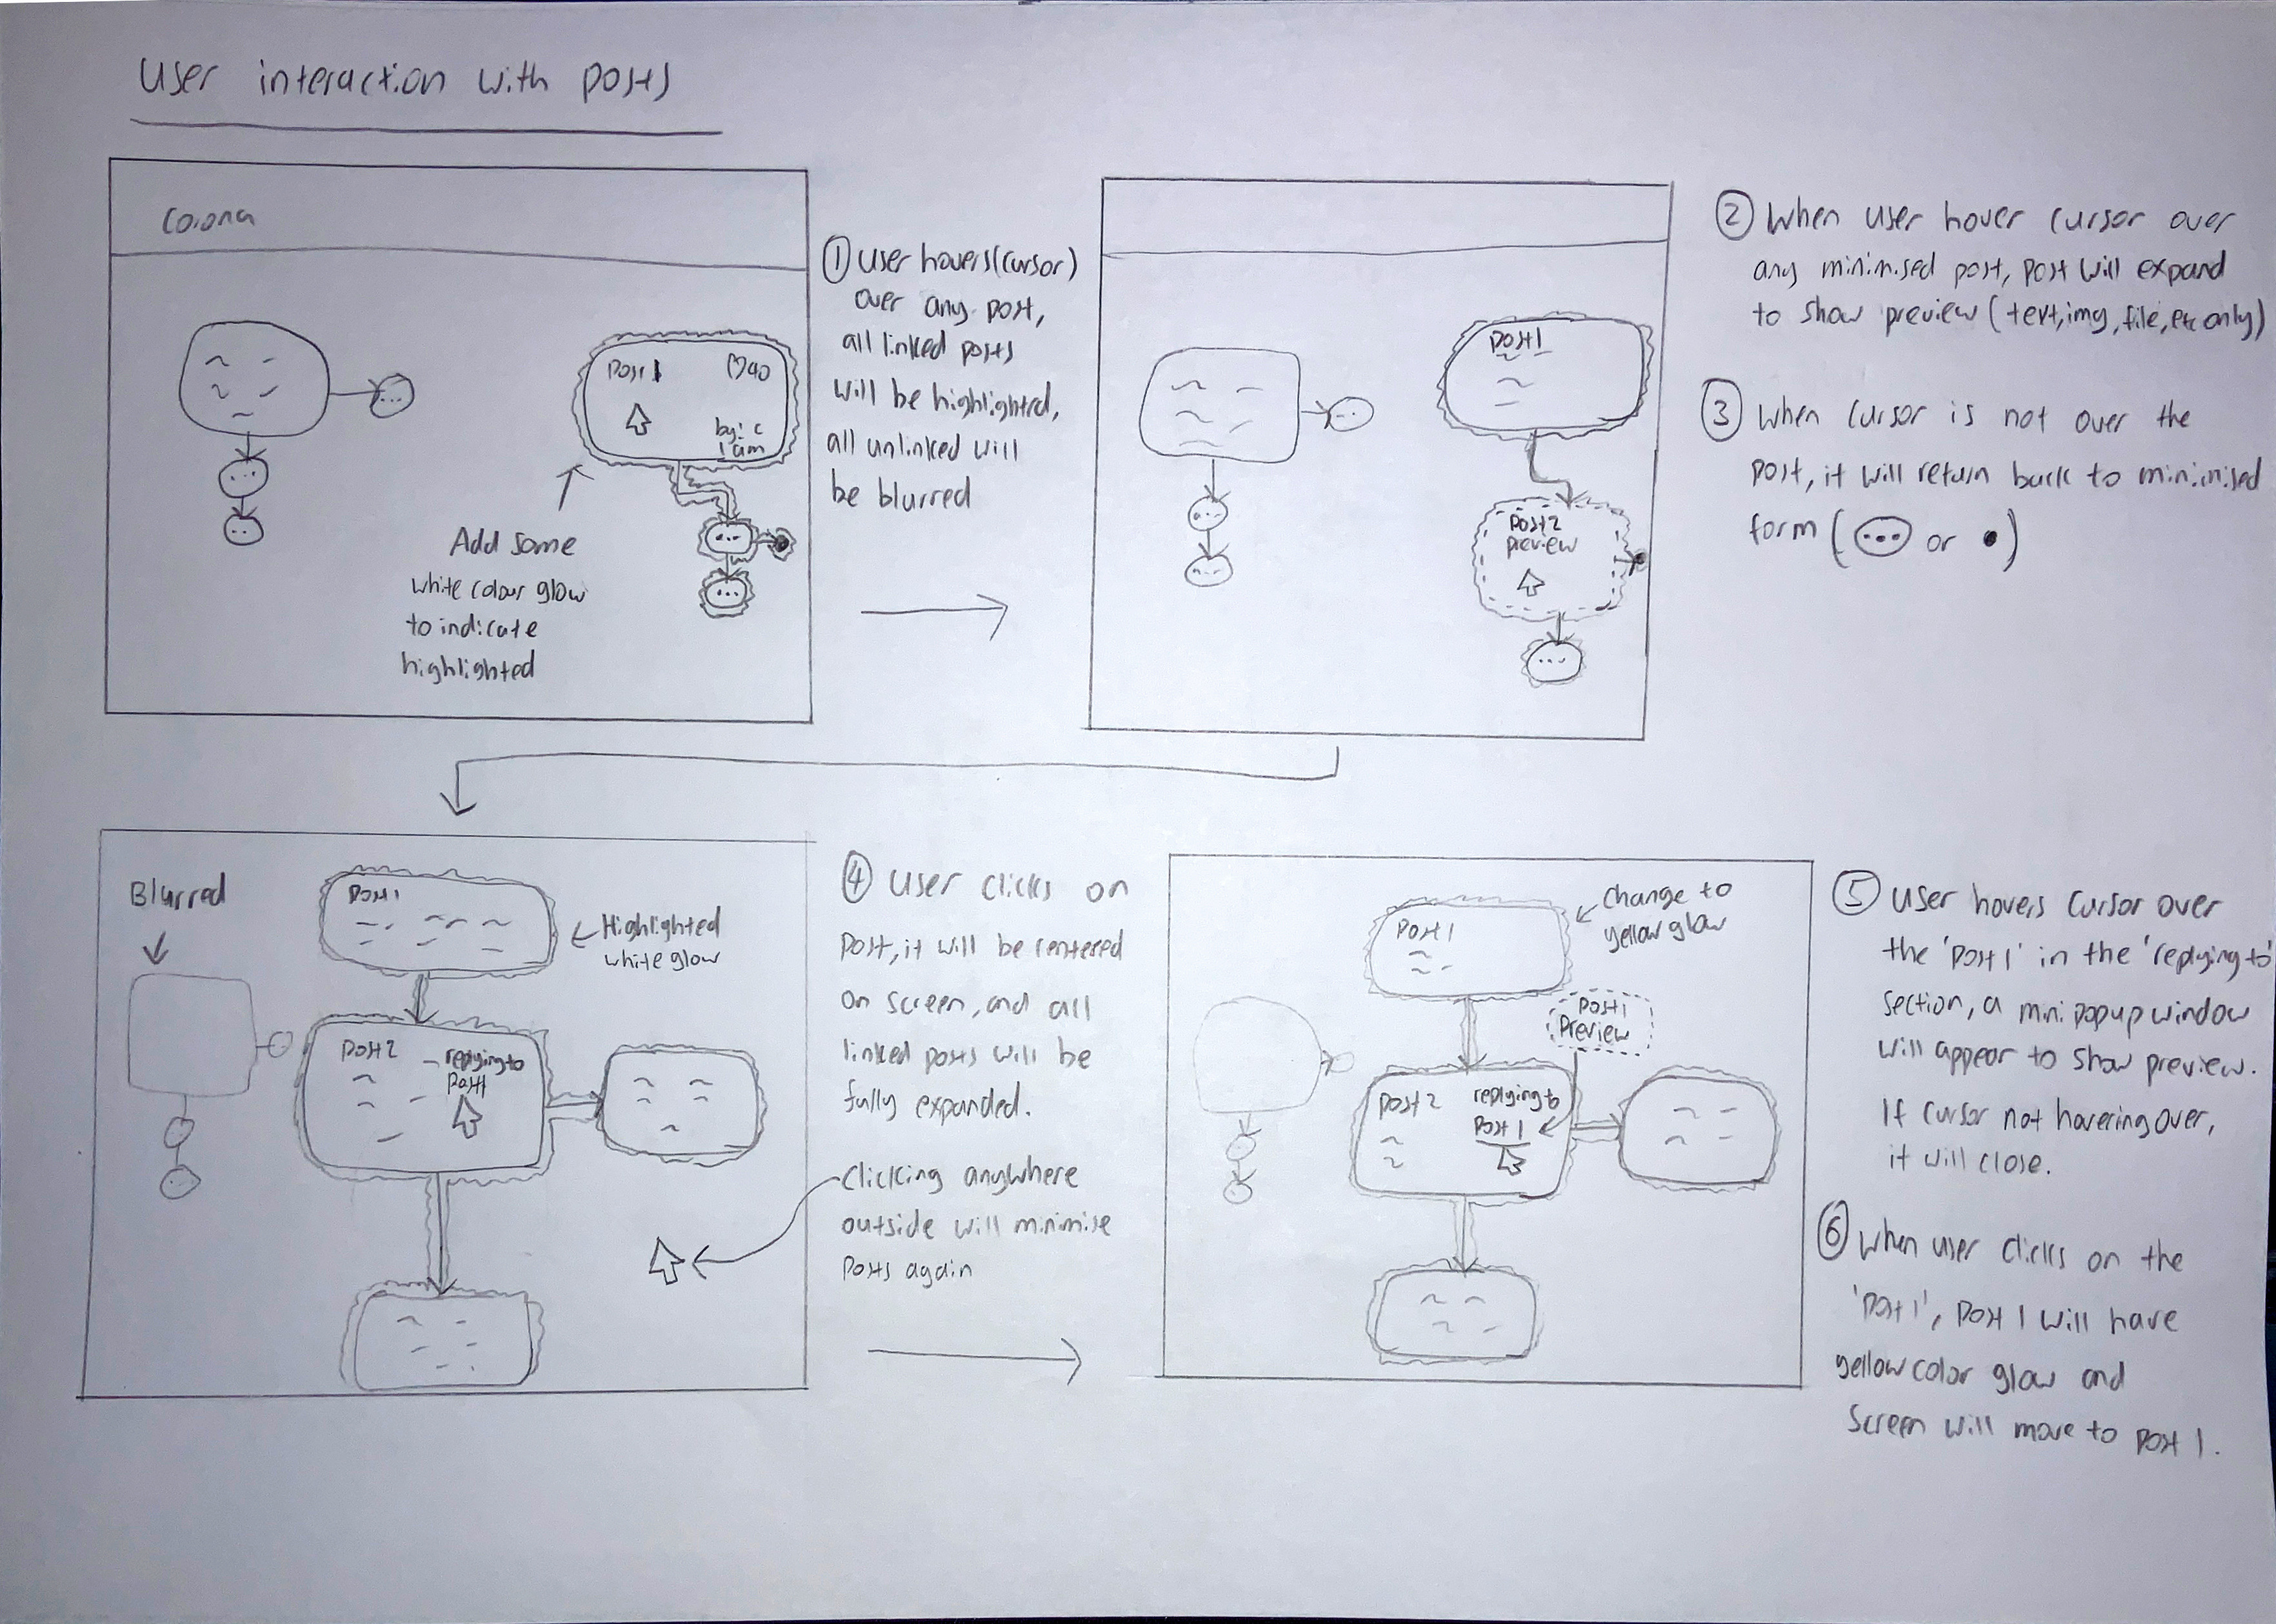 User interaction with posts
Corona
Post 1 ♡90
by: c
Add some
white colour glow
to indicate
highlighted
① User hovers (cursor)
over any post,
all linked posts
will be highlighted,
all unlinked will
be blurred
Post 1
Post 2
preview
② When user hover cursor over
any minimised post, post will expand
to show preview (text, img, file, etc only)
③ When cursor is not over the
post, it will return back to minimised
form (... or ●)
Blurred
Post 1
Highlighted
white glow
Post 2 - replying to
Post 1
④ User clicks on
post, it will be centered
on screen, and all
linked posts will be
fully expanded.
Clicking anywhere
outside will minimise
posts again
Post 1
Change to
yellow glow
Post 1
Preview
Post 2 replying to
Post 1
⑤ User hovers cursor over
the 'Post 1' in the 'replying to'
section, a mini popup window
will appear to show preview.
If cursor not hovering over,
it will close.
⑥ When user clicks on the
'Post 1', Post 1 will have
yellow color glow and
screen will move to Post 1.